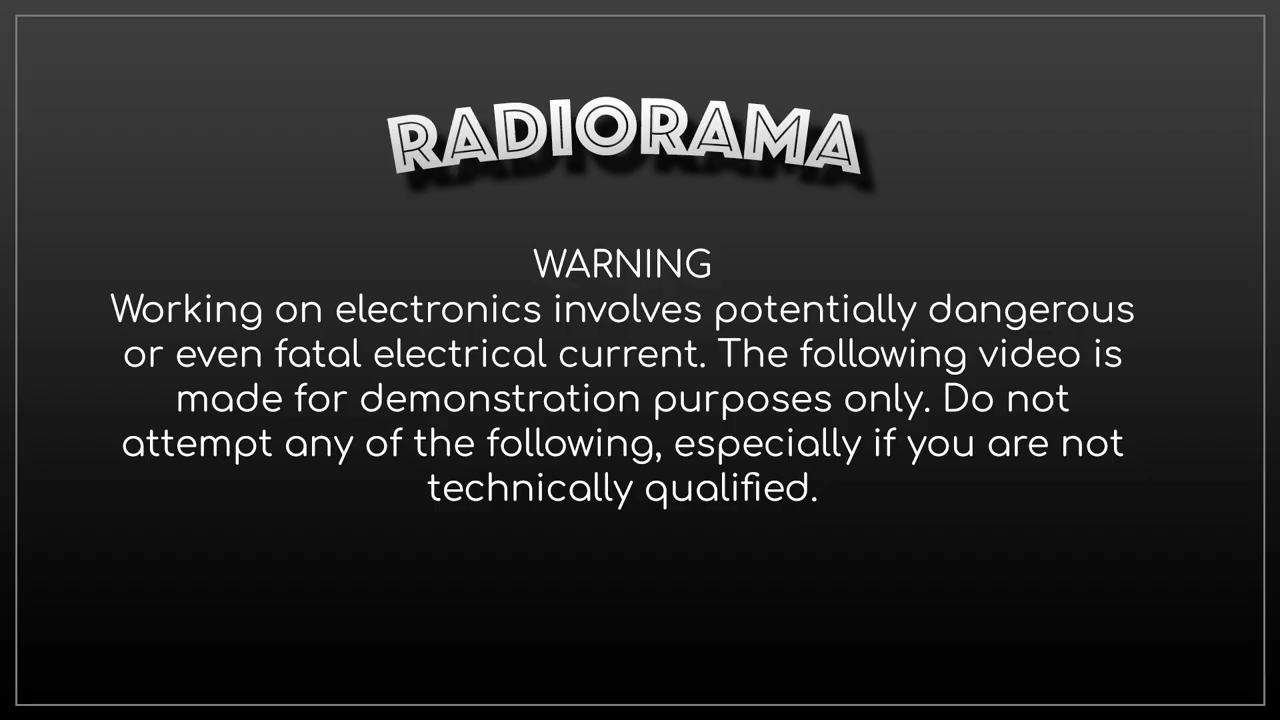 RADIORAMA
WARNING
Working on electronics involves potentially dangerous
or even fatal electrical current. The following video is
made for demonstration purposes only. Do not
attempt any of the following, especially if you are not
technically qualified.